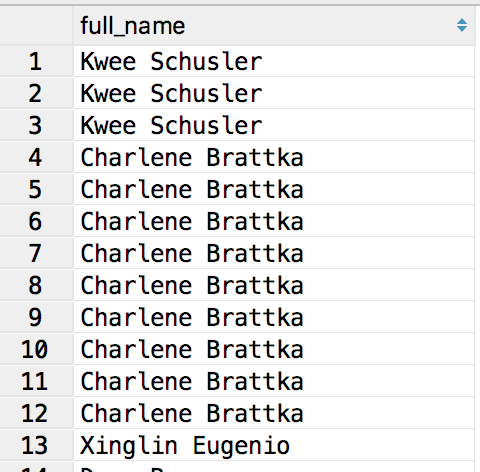 full_name
1 Kwee Schusler
2 Kwee Schusler
3 Kwee Schusler
4 Charlene Brattka
5 Charlene Brattka
6 Charlene Brattka
7 Charlene Brattka
8 Charlene Brattka
9 Charlene Brattka
10 Charlene Brattka
11 Charlene Brattka
12 Charlene Brattka
13 Xinglin Eugenio